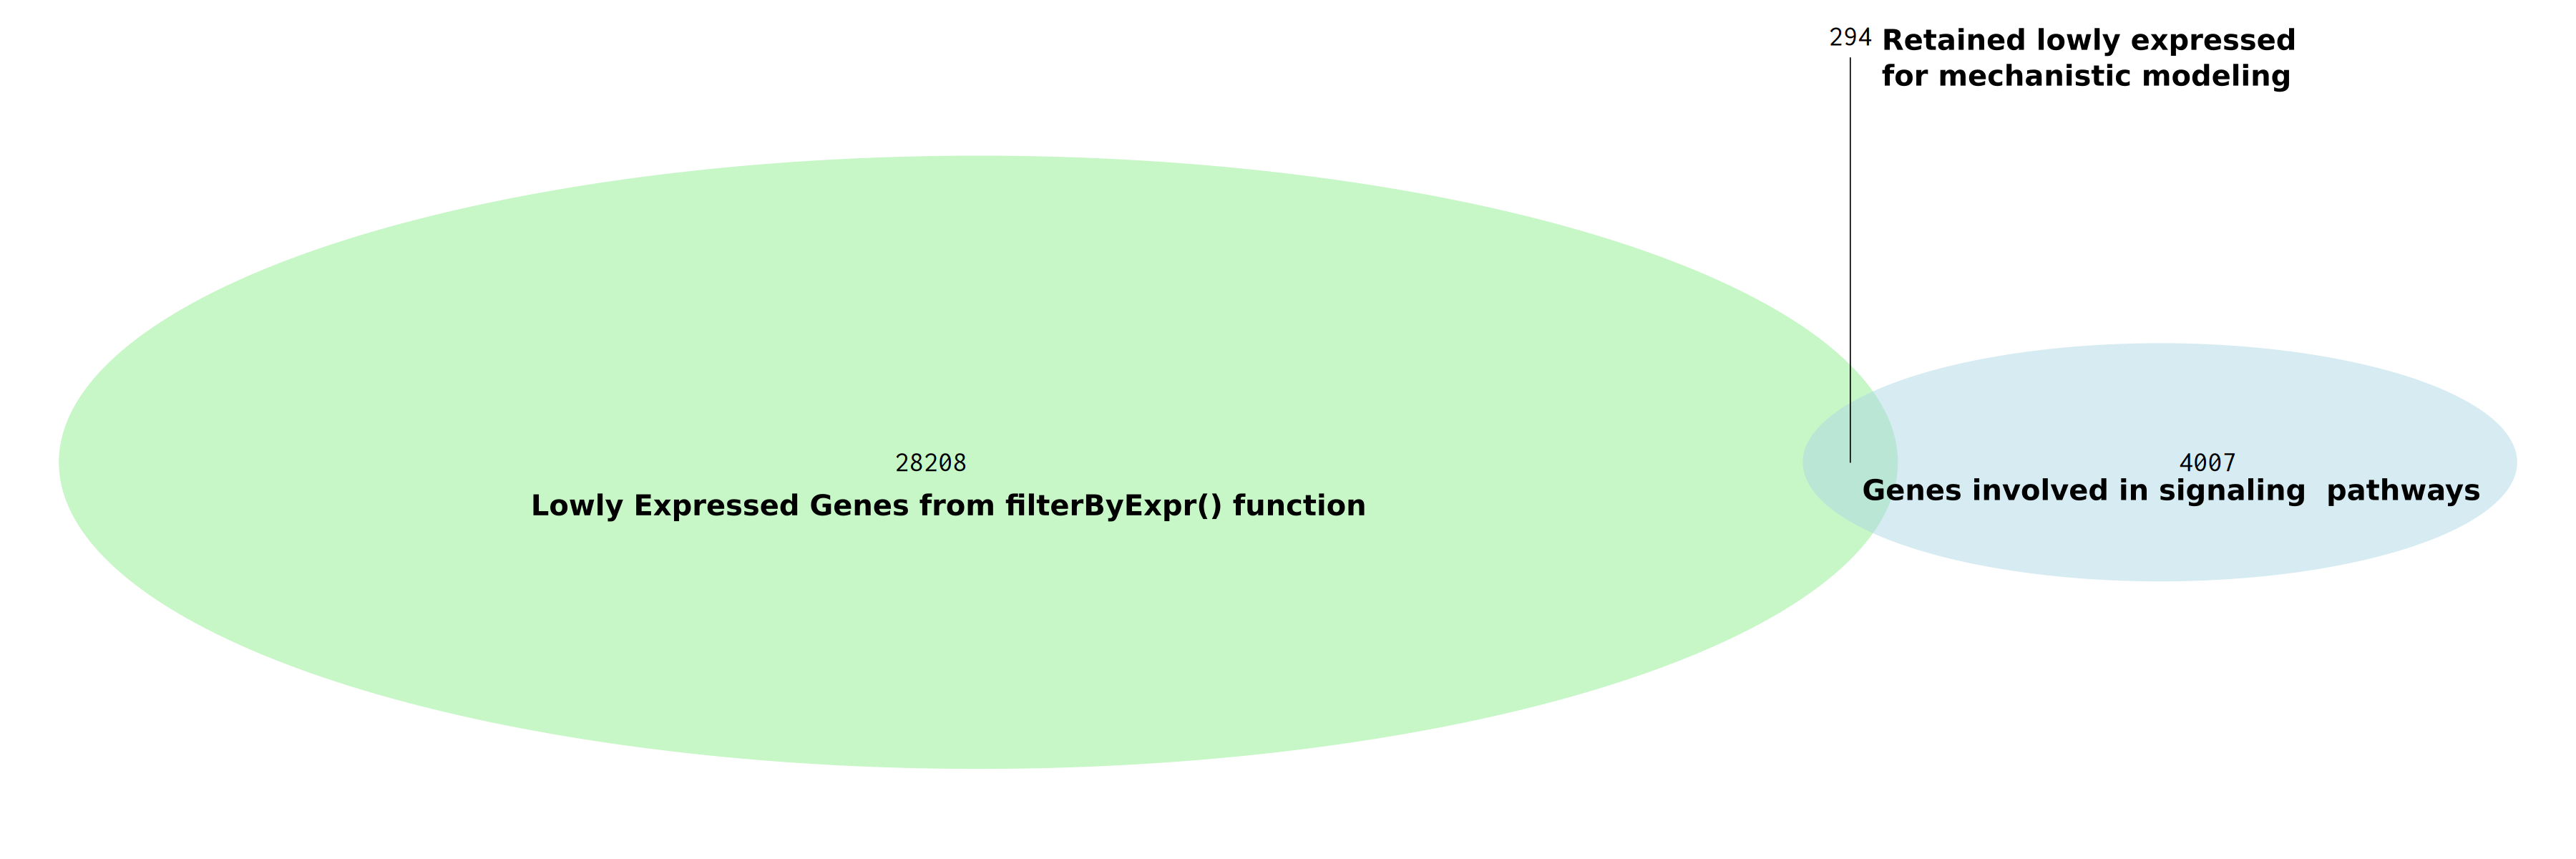 294 Retained lowly expressed
for mechanistic modeling
28208
Lowly Expressed Genes from filterByExpr() function
4007
Genes involved in signaling  pathways